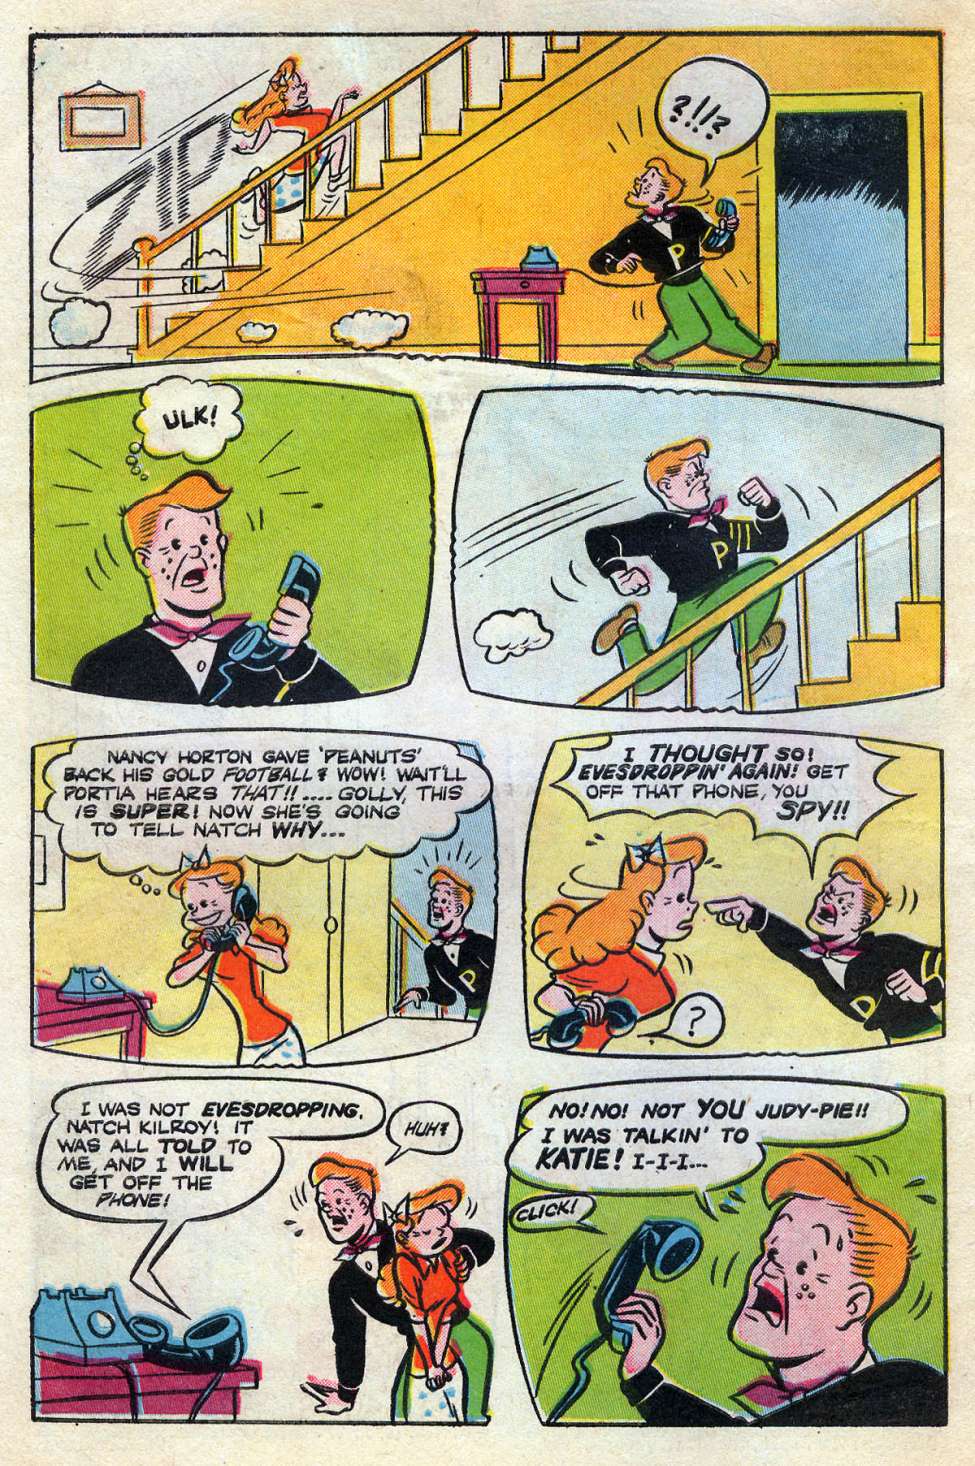 ZIP
?!!?
P
ULK!
P
NANCY HORTON GAVE 'PEANUTS'
BACK HIS GOLD FOOTBALL? WOW! WAIT'LL
PORTIA HEARS THAT!! .... GOLLY, THIS
IS SUPER! NOW SHE'S GOING
TO TELL NATCH WHY...
P
I THOUGHT SO!
EVESDROPPIN' AGAIN! GET
OFF THAT PHONE, YOU
SPY!!
P
?
I WAS NOT EVESDROPPING,
NATCH KILROY! IT
WAS ALL TOLD TO
ME, AND I WILL
GET OFF THE
PHONE!
HUH?
NO! NO! NOT YOU JUDY-PIE!!
I WAS TALKIN' TO
KATIE! I-I-I...
CLICK!